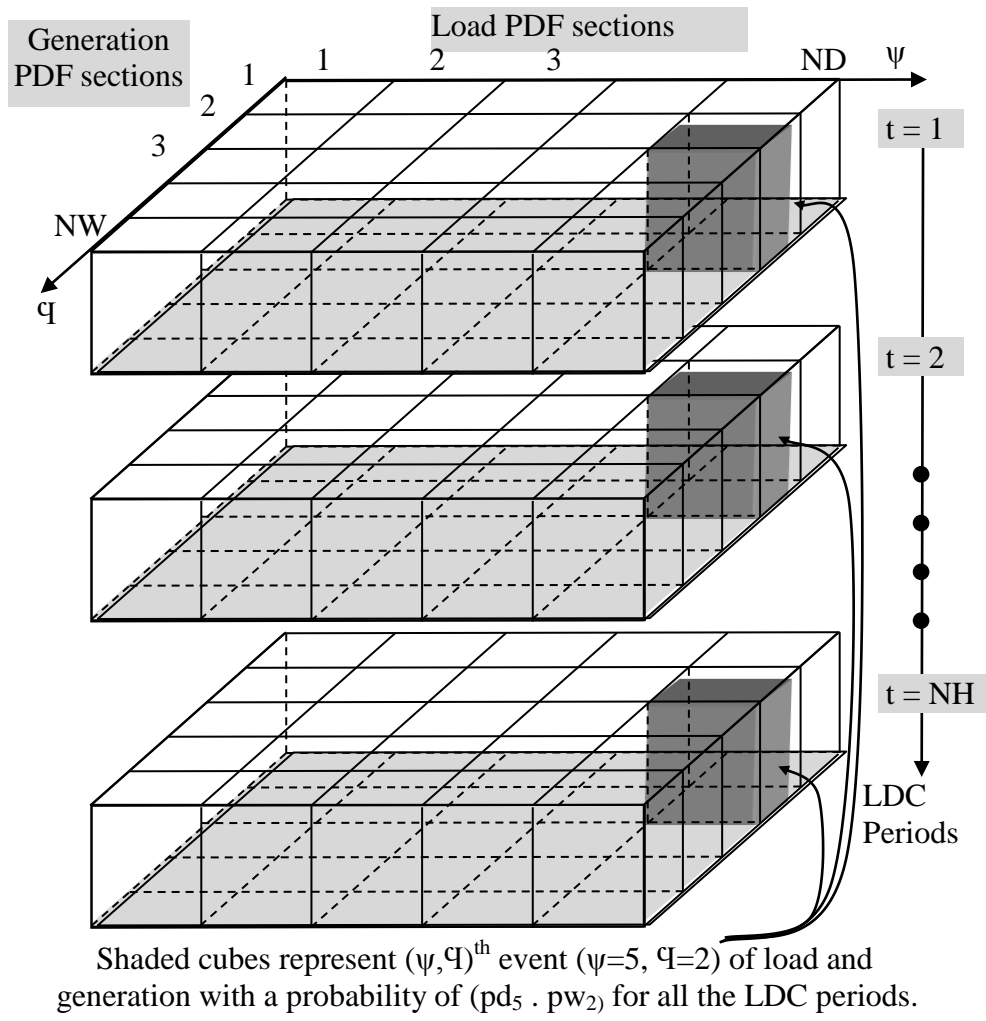 Generation
PDF sections
Load PDF sections
1
2
3
ND
ψ
1
2
3
NW
գ
t = 1
t = 2
t = NH
LDC
Periods
Shaded cubes represent (ψ,գ)th event (ψ=5, գ=2) of load and
generation with a probability of (pd5 . pw2) for all the LDC periods.